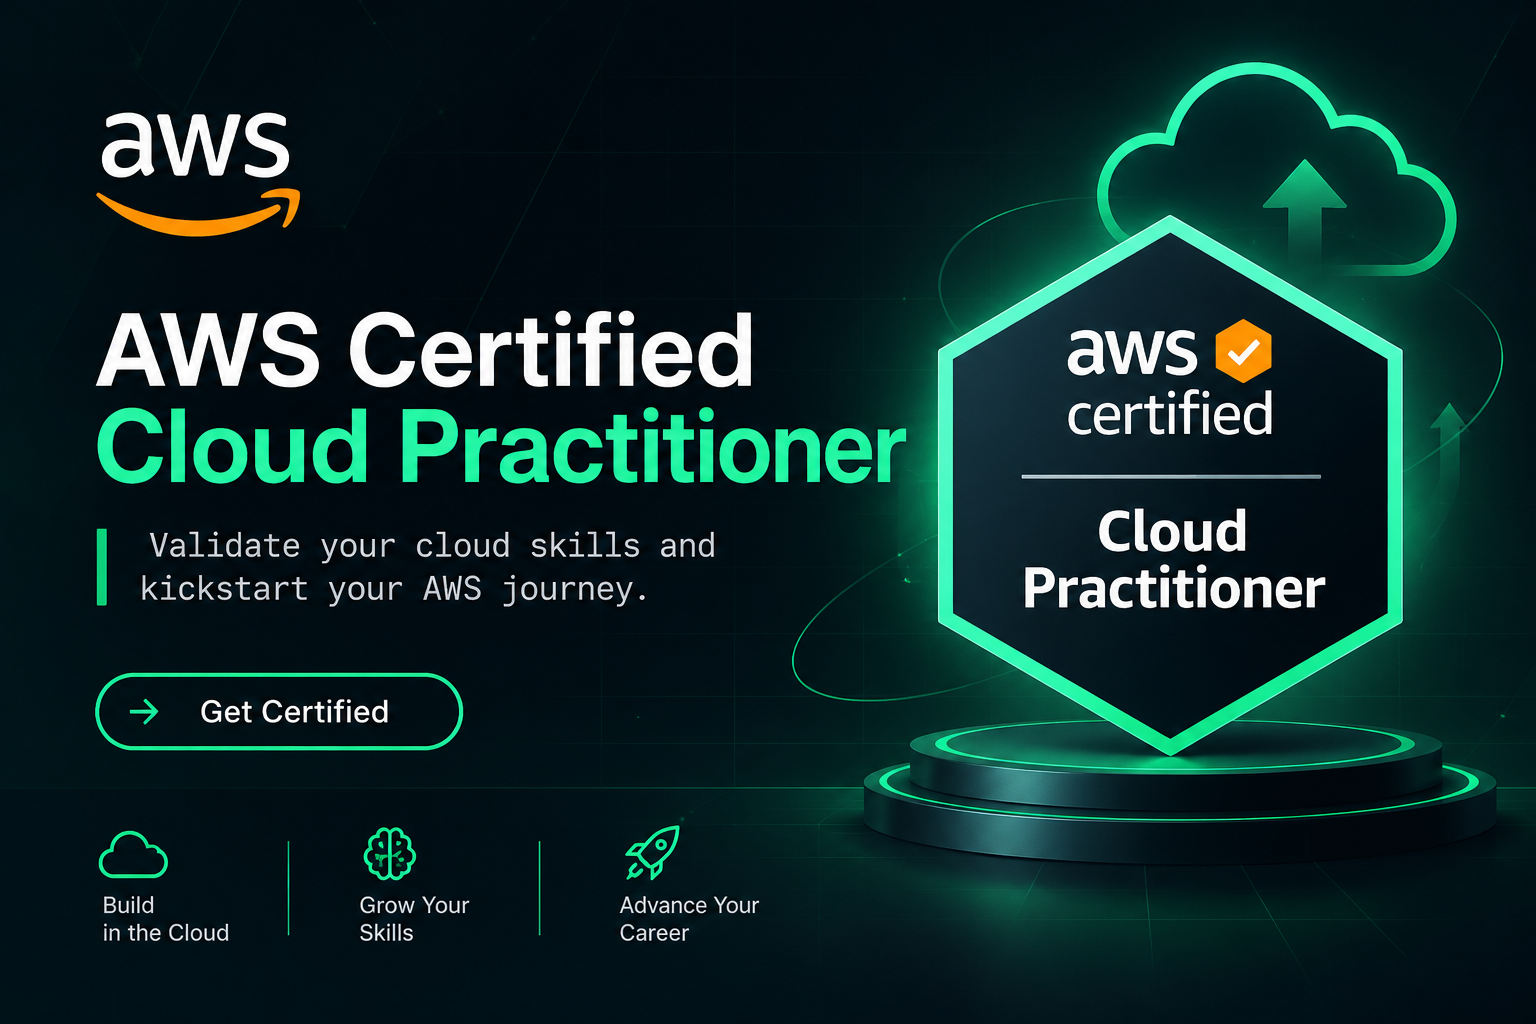 aws
AWS Certified
Cloud Practitioner
Validate your cloud skills and
kickstart your AWS journey.
Get Certified
Build
in the Cloud
Grow Your
Skills
Advance Your
Career
aws
certified
Cloud
Practitioner